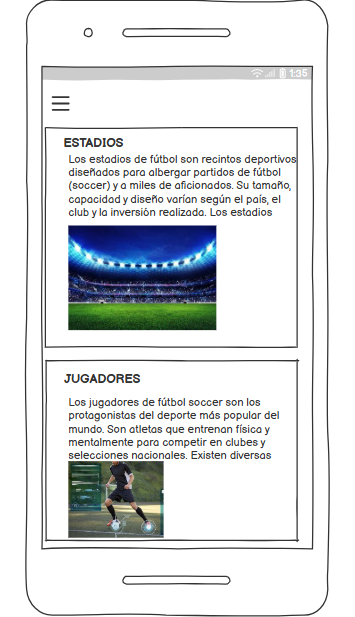 1:35
ESTADIOS
Los estadios de fútbol son recintos deportivos
diseñados para albergar partidos de fútbol
(soccer) y a miles de aficionados. Su tamaño,
capacidad y diseño varían según el país, el
club y la inversión realizada. Los estadios
JUGADORES
Los jugadores de fútbol soccer son los
protagonistas del deporte más popular del
mundo. Son atletas que entrenan física y
mentalmente para competir en clubes y
selecciones nacionales. Existen diversas